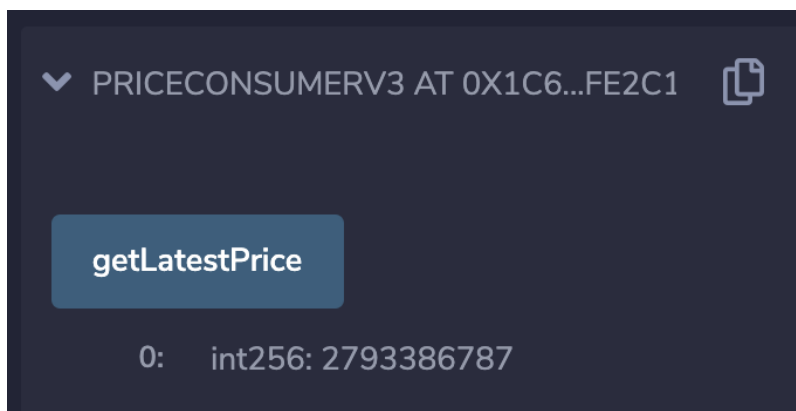 PRICECONSUMERV3 AT 0X1C6...FE2C1
getLatestPrice
0: int256: 2793386787